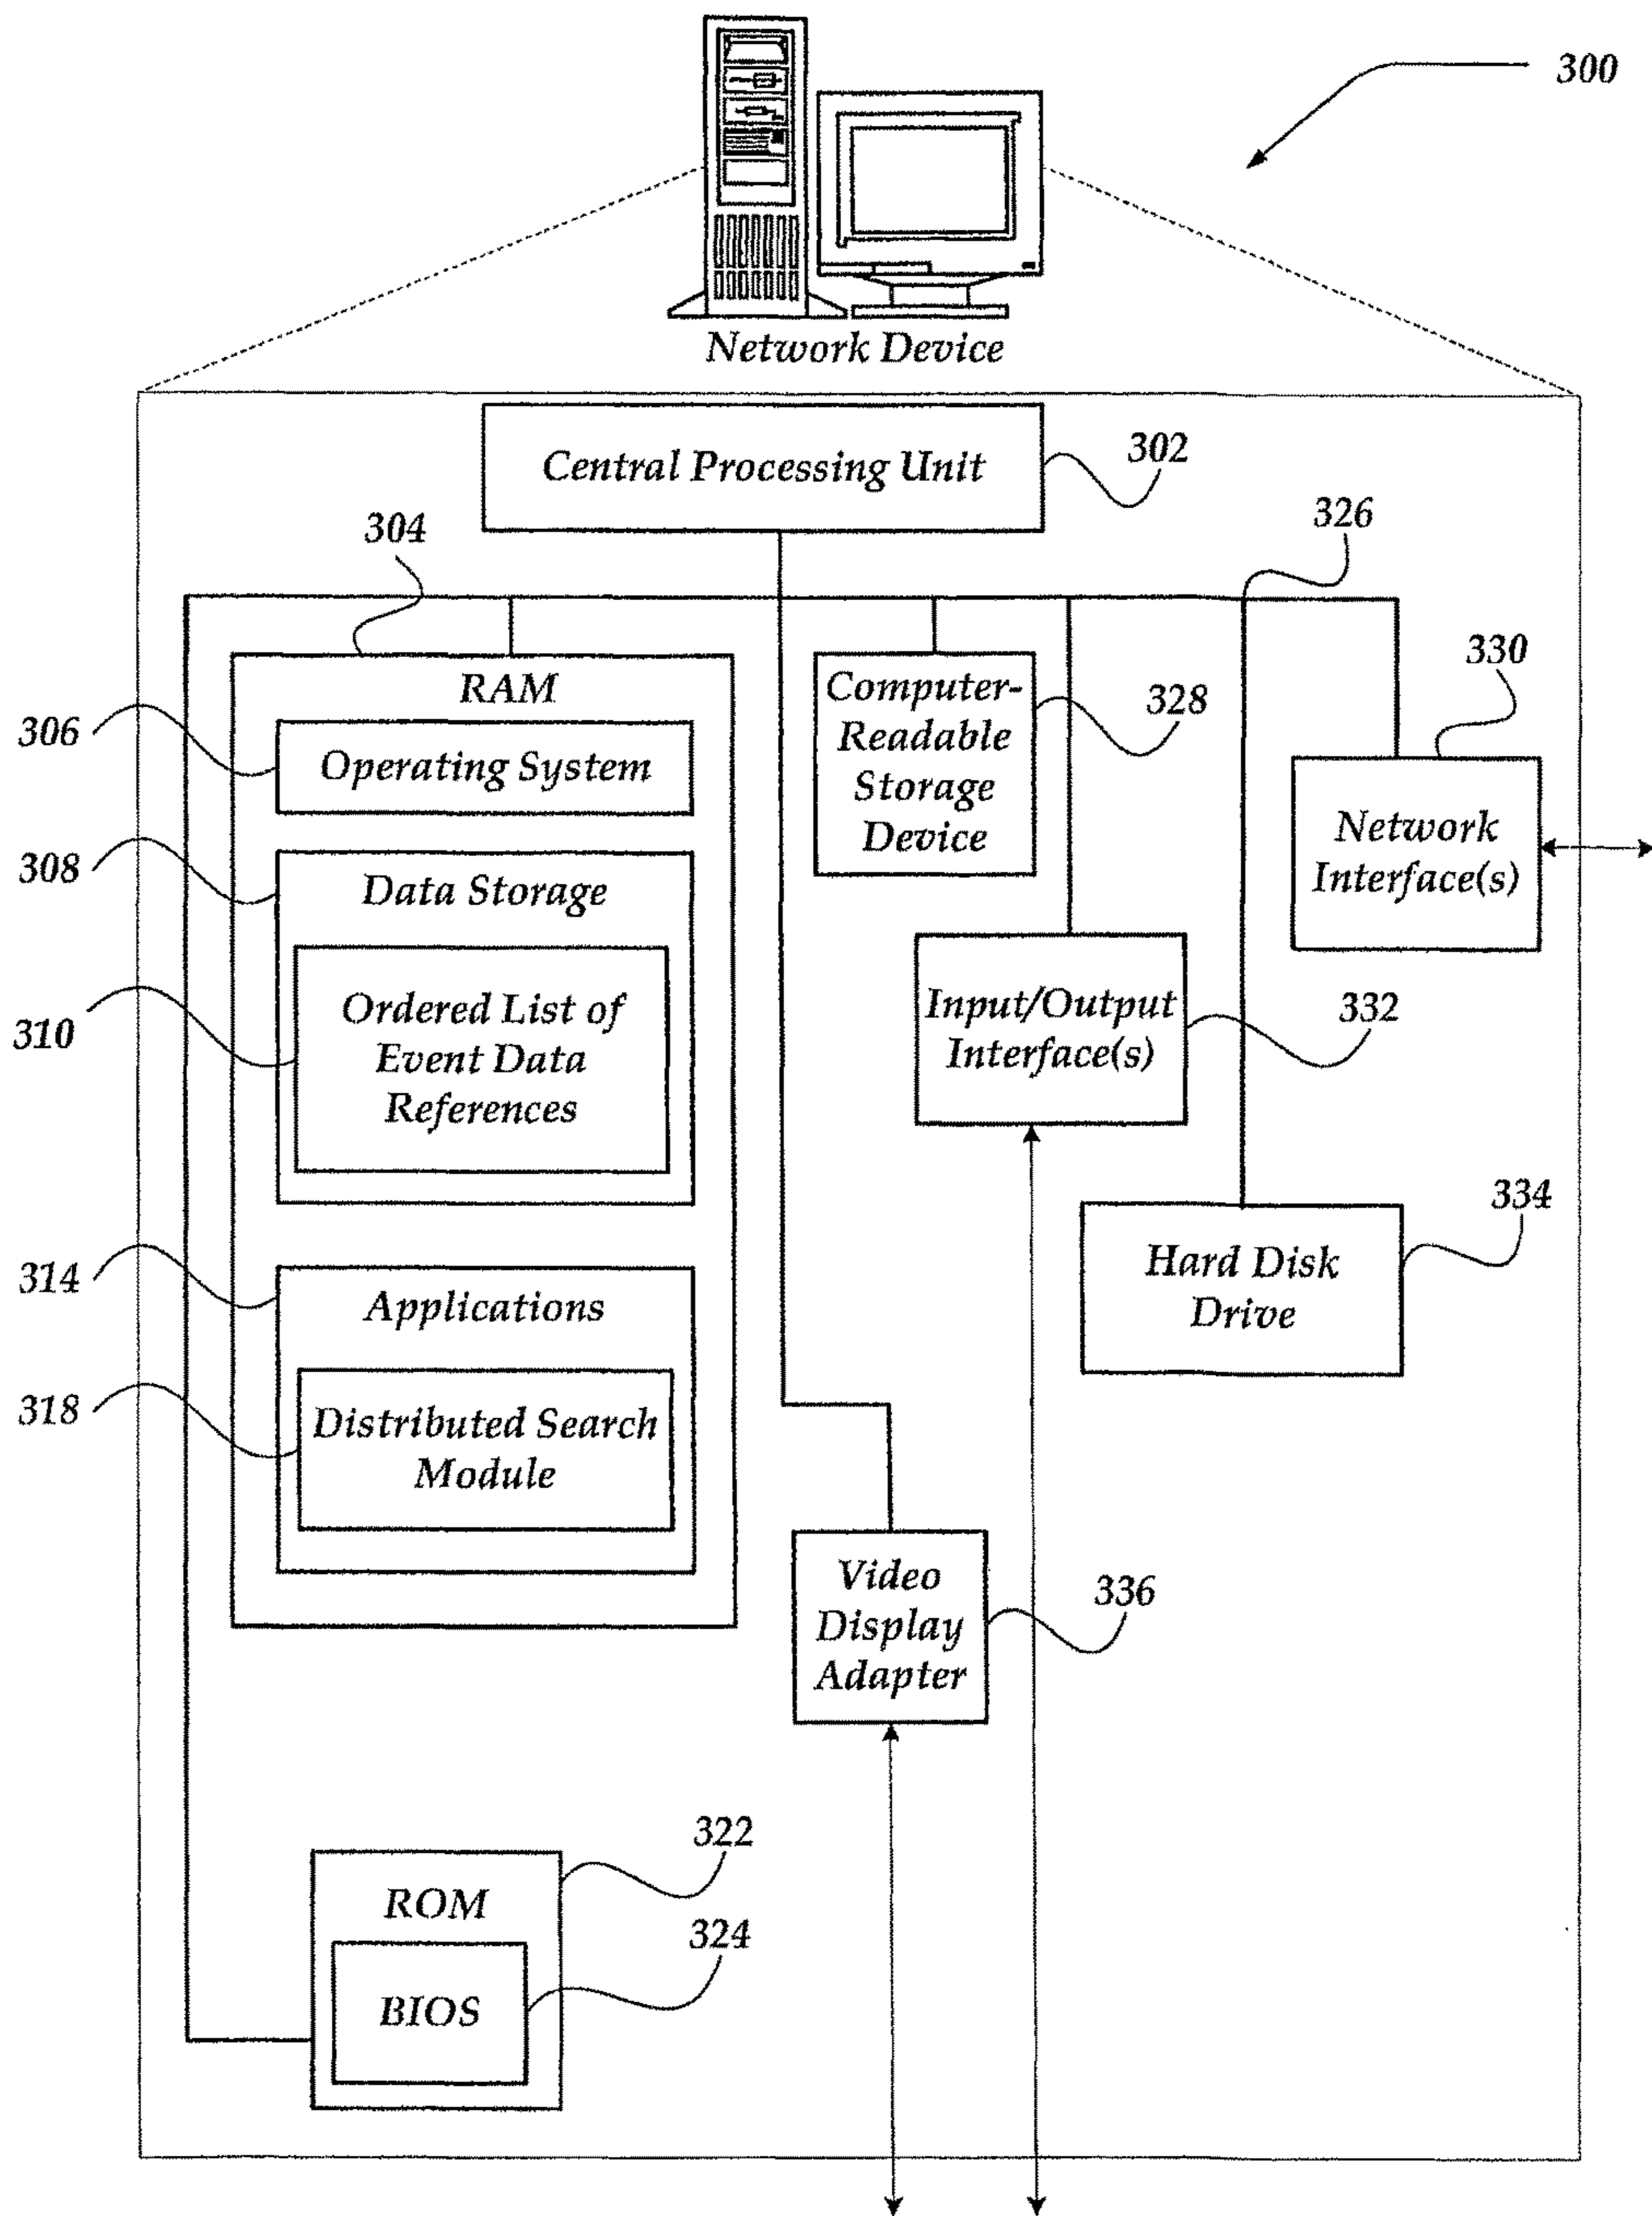 300
Network Device
Central Processing Unit
302
304
326
RAM
330
306
Operating System
Computer-
Readable
Storage
Device
328
Network
Interface(s)
308
Data Storage
310
Ordered List of
Event Data
References
Input/Output
Interface(s)
332
334
Hard Disk
Drive
314
Applications
318
Distributed Search
Module
Video
Display
Adapter
336
322
ROM
324
BIOS